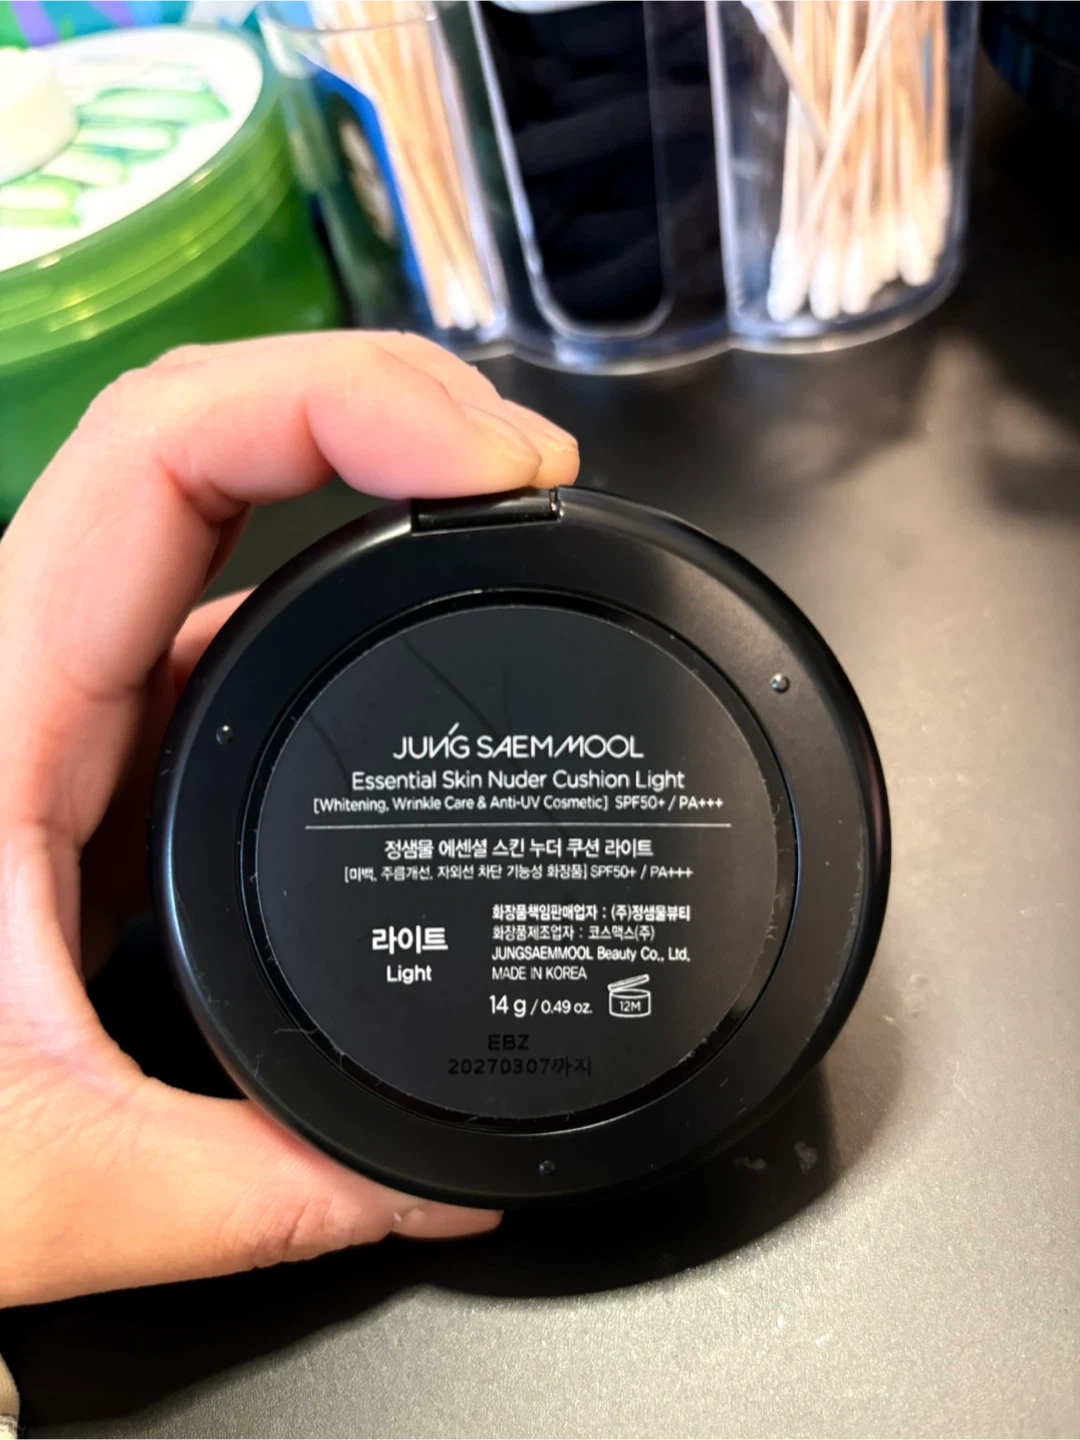 JUNG SAEM MOOL
Essential Skin Nuder Cushion Light
[Whitening, Wrinkle Care & Anti-UV Cosmetic] SPF50+ / PA+++
정샘물 에센셜 스킨 누더 쿠션 라이트
[미백, 주름개선, 자외선 차단 기능성 화장품] SPF50+ / PA+++
라이트
Light
화장품책임판매업자 : (주)정샘물뷰티
화장품제조업자 : 코스맥스(주)
JUNGSAEMMOOL Beauty Co., Ltd.
MADE IN KOREA
14 g / 0.49 oz.
12M
EBZ
20270307까지